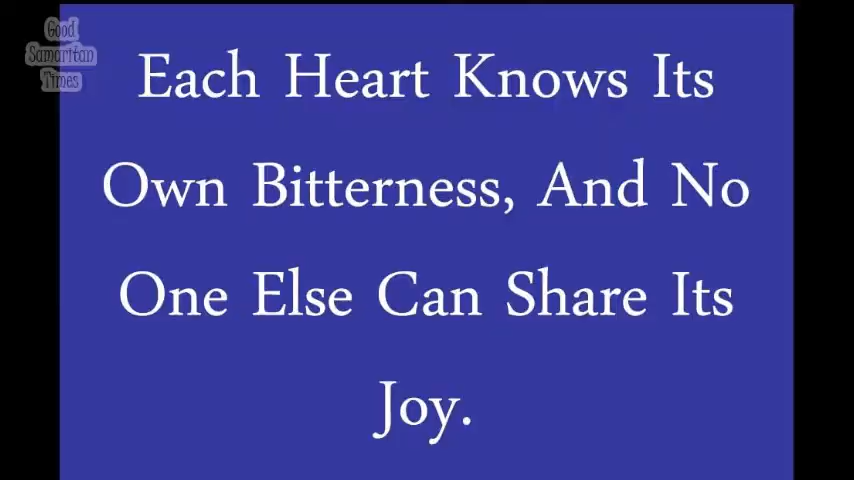 Good
Samaritan
Times
Each Heart Knows Its
Own Bitterness, And No
One Else Can Share Its
Joy.